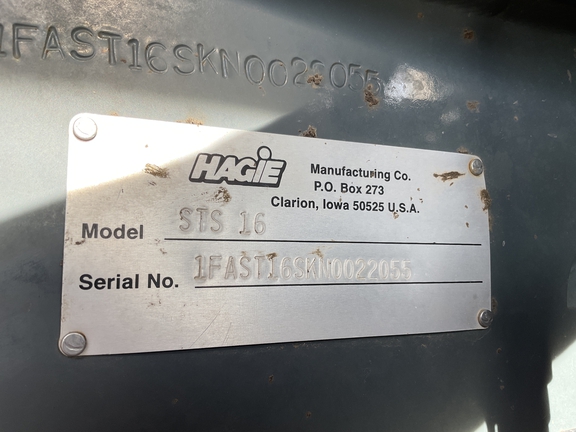 1FAST16SKN0022055
HAGIE
Manufacturing Co.
P.O. Box 273
Clarion, Iowa 50525 U.S.A.
Model STS 16
Serial No. 1FAST16SKN0022055